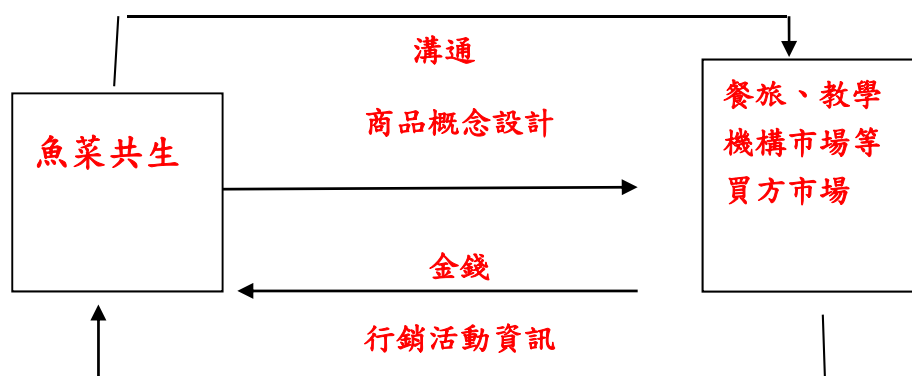 溝通
商品概念設計
魚菜共生
餐旅、教學
機構市場等
買方市場
金錢
行銷活動資訊